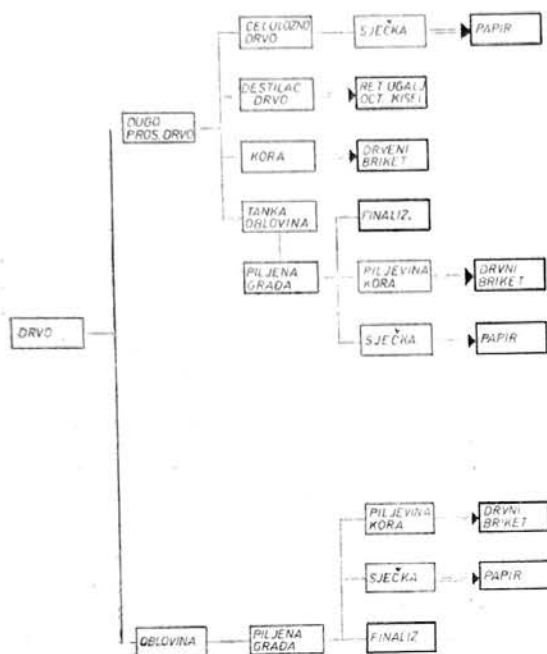 CELULOZNO
DRVO
SJEČKA
PAPIR
DESTILAC
DRVO
RET UGALJ
OCT. KISEL
DUGO
PROS. DRVO
KORA
DRVENI
BRIKET
TANKA
OBLOVINA
FINALIZ.
PILJENA
GRAĐA
PILJEVINA
KORA
DRVNI
BRIKET
DRVO
SJEČKA
PAPIR
PILJEVINA
KORA
DRVNI
BRIKET
SJEČKA
PAPIR
OBLOVINA
PILJENA
GRAĐA
FINALIZ